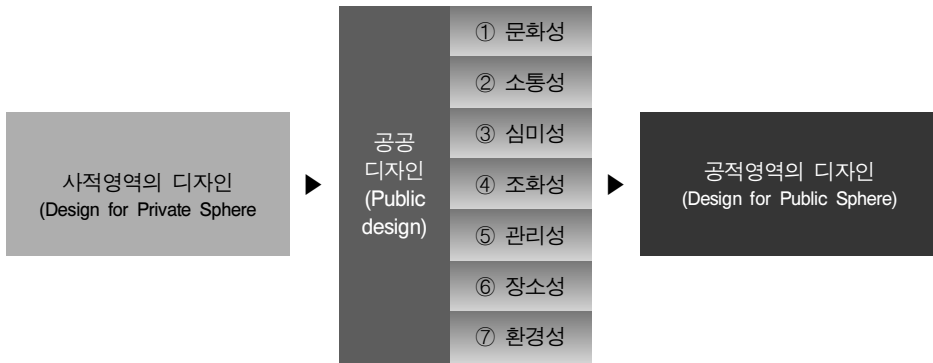 사적영역의 디자인
(Design for Private Sphere
공공
디자인
(Public
design)
① 문화성
② 소통성
③ 심미성
④ 조화성
⑤ 관리성
⑥ 장소성
⑦ 환경성
공적영역의 디자인
(Design for Public Sphere)